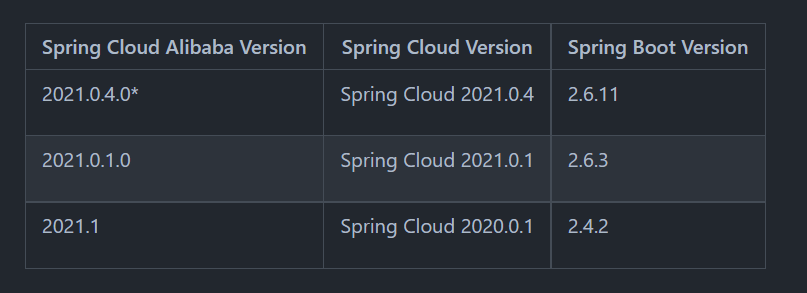 Spring Cloud Alibaba Version Spring Cloud Version Spring Boot Version
2021.0.4.0* Spring Cloud 2021.0.4 2.6.11
2021.0.1.0 Spring Cloud 2021.0.1 2.6.3
2021.1 Spring Cloud 2020.0.1 2.4.2